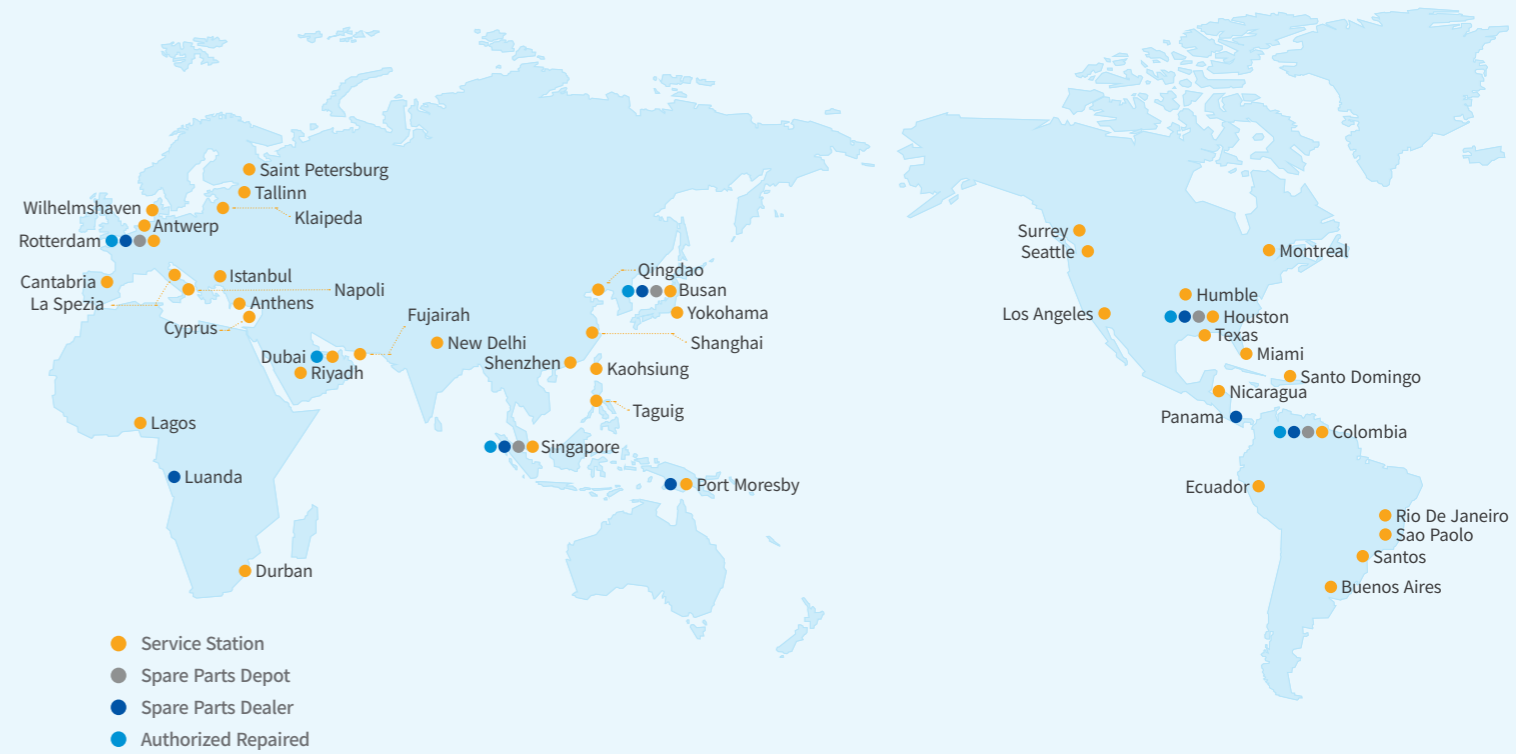 Saint Petersburg
Tallinn
Wilhelmshaven
Klaipeda
Antwerp
Rotterdam
Cantabria
Istanbul
La Spezia
Napoli
Anthens
Cyprus
Fujairah
Dubai
Riyadh
New Delhi
Qingdao
Busan
Yokohama
Shanghai
Shenzhen
Kaohsiung
Taguig
Lagos
Singapore
Luanda
Port Moresby
Durban
Surrey
Seattle
Montreal
Humble
Los Angeles
Houston
Texas
Miami
Santo Domingo
Nicaragua
Panama
Colombia
Ecuador
Rio De Janeiro
Sao Paolo
Santos
Buenos Aires
Service Station
Spare Parts Depot
Spare Parts Dealer
Authorized Repaired